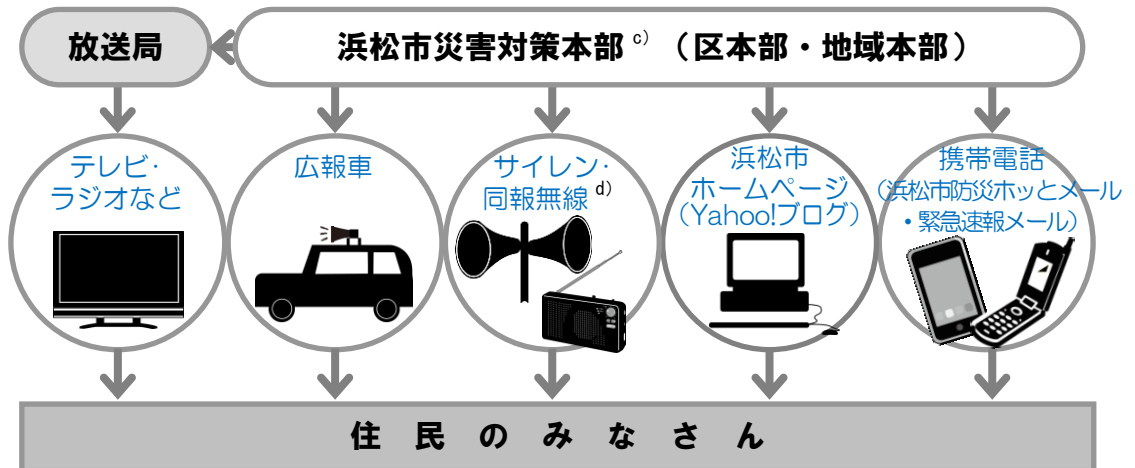 放送局
浜松市災害対策本部 c) （区本部・地域本部）
テレビ・
ラジオなど
広報車
サイレン・
同報無線 d)
浜松市
ホームページ
（Yahoo!ブログ）
携帯電話
（浜松市防災ホッとメール
・緊急速報メール）
住民のみなさん